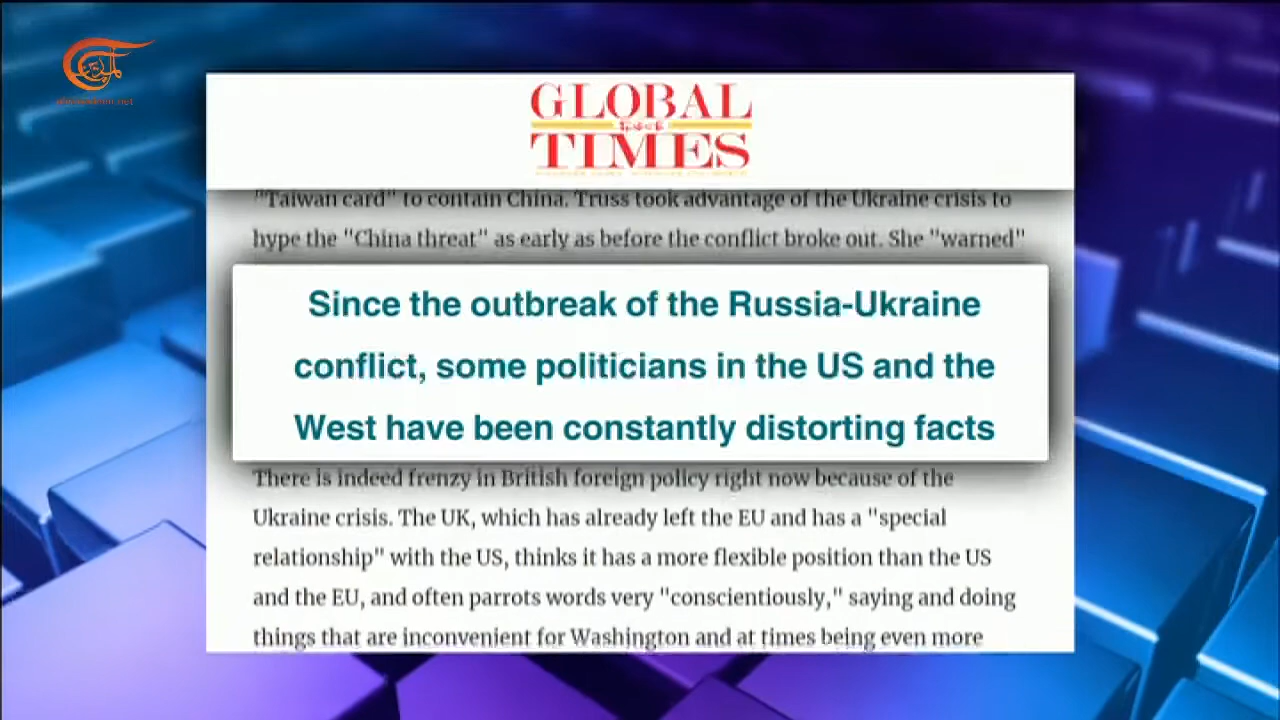 الميادين
almayadeen.net
GLOBAL
TIMES
"Taiwan card" to contain China. Truss took advantage of the Ukraine crisis to
hype the "China threat" as early as before the conflict broke out. She "warned"
Since the outbreak of the Russia-Ukraine
conflict, some politicians in the US and the
West have been constantly distorting facts
There is indeed frenzy in British foreign policy right now because of the
Ukraine crisis. The UK, which has already left the EU and has a "special
relationship" with the US, thinks it has a more flexible position than the US
and the EU, and often parrots words very "conscientiously," saying and doing
things that are inconvenient for Washington and at times being even more